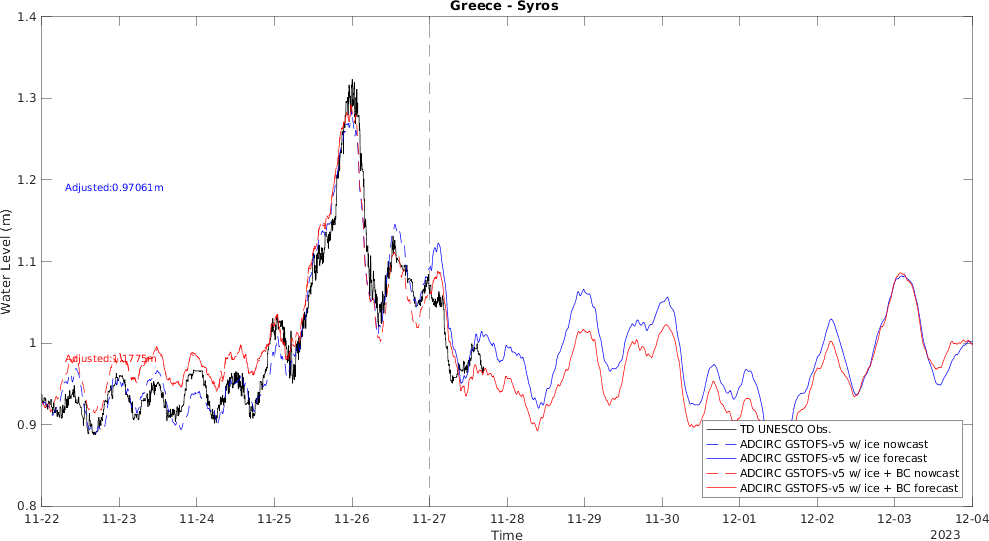 Greece - Syros
1.4
1.3
1.2
1.1
1
0.9
0.8
Water Level (m)
Adjusted:0.97061m
Adjusted:1.1775m
TD UNESCO Obs.
ADCIRC GSTOFS-v5 w/ ice nowcast
ADCIRC GSTOFS-v5 w/ ice forecast
ADCIRC GSTOFS-v5 w/ ice + BC nowcast
ADCIRC GSTOFS-v5 w/ ice + BC forecast
11-22 11-23 11-24 11-25 11-26 11-27 11-28 11-29 11-30 12-01 12-02 12-03 12-04
Time
2023